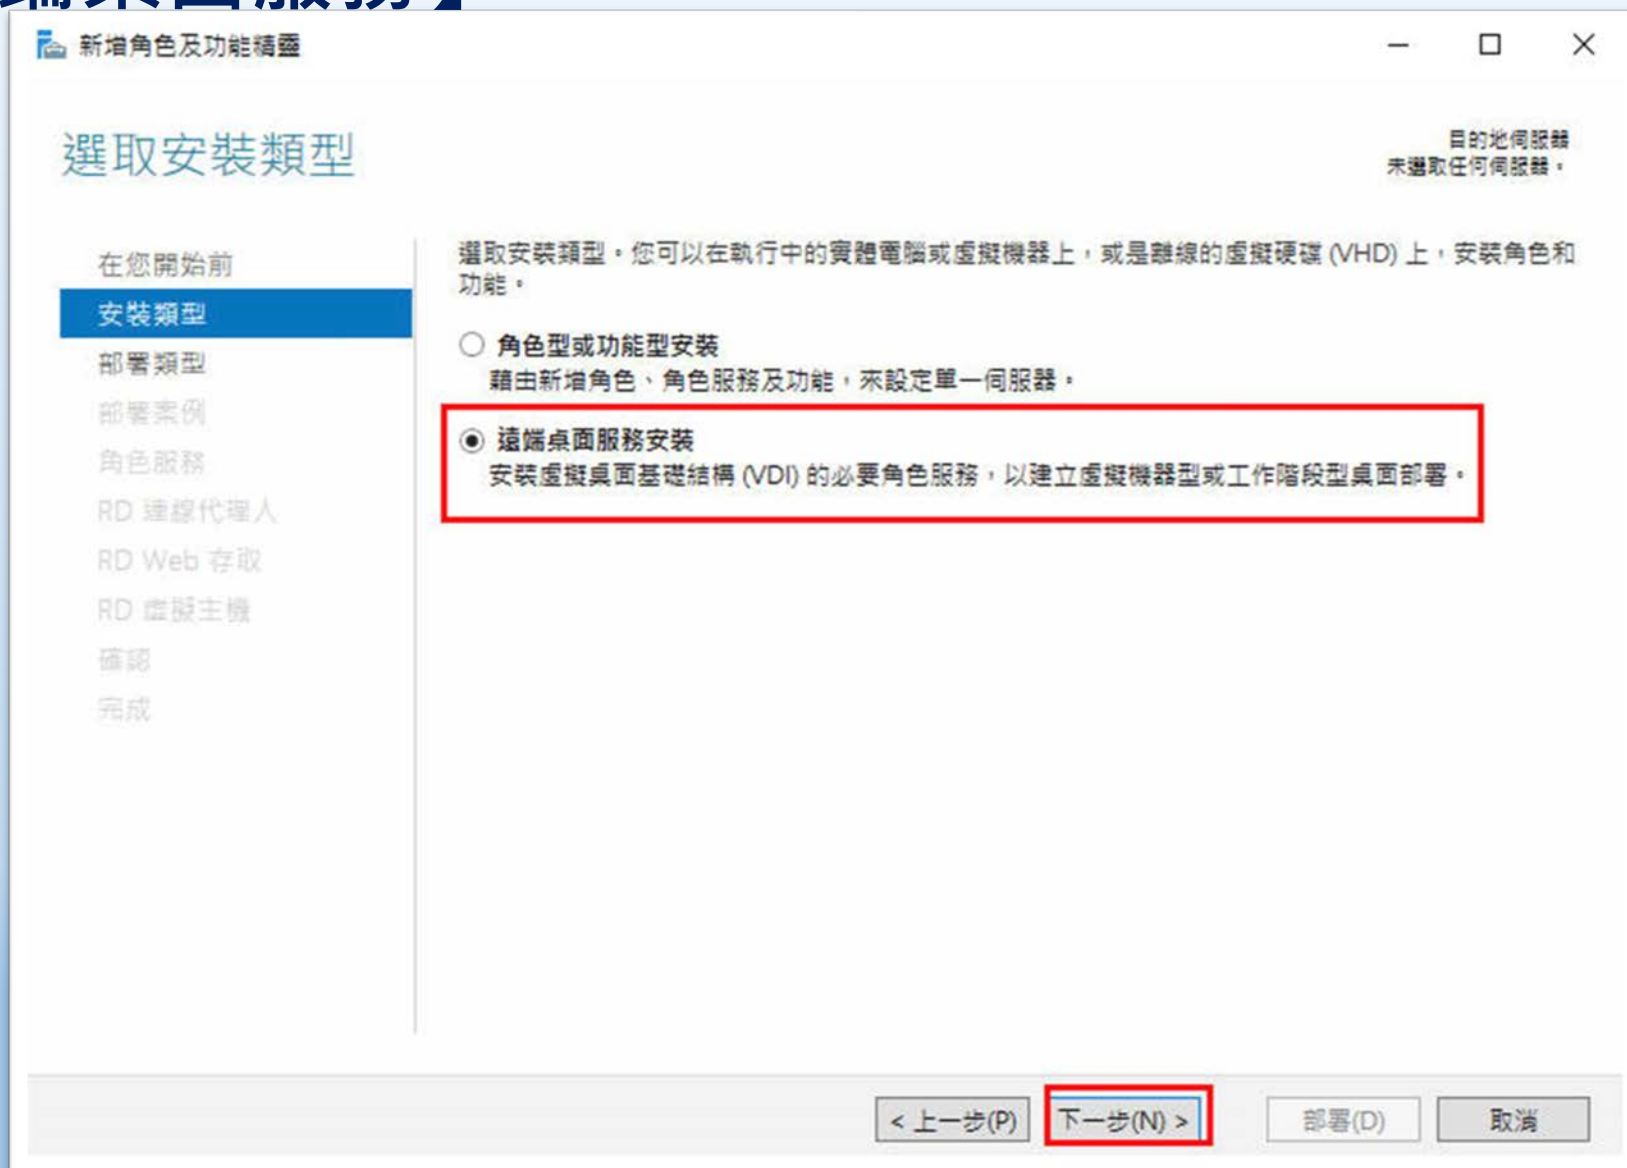 端桌面服務】
新增角色及功能精靈
選取安裝類型
目的地伺服器
未選取任何伺服器。
在您開始前
安裝類型
部署類型
部署案例
角色服務
RD 連線代理人
RD Web 存取
RD 虛擬主機
確認
完成
選取安裝類型。您可以在執行中的實體電腦或虛擬機器上，或是離線的虛擬硬碟 (VHD) 上，安裝角色和
功能。
角色型或功能型安裝
藉由新增角色、角色服務及功能，來設定單一伺服器。
遠端桌面服務安裝
安裝虛擬桌面基礎結構 (VDI) 的必要角色服務，以建立虛擬機器型或工作階段型桌面部署。
< 上一步(P)
下一步(N) >
部署(D)
取消